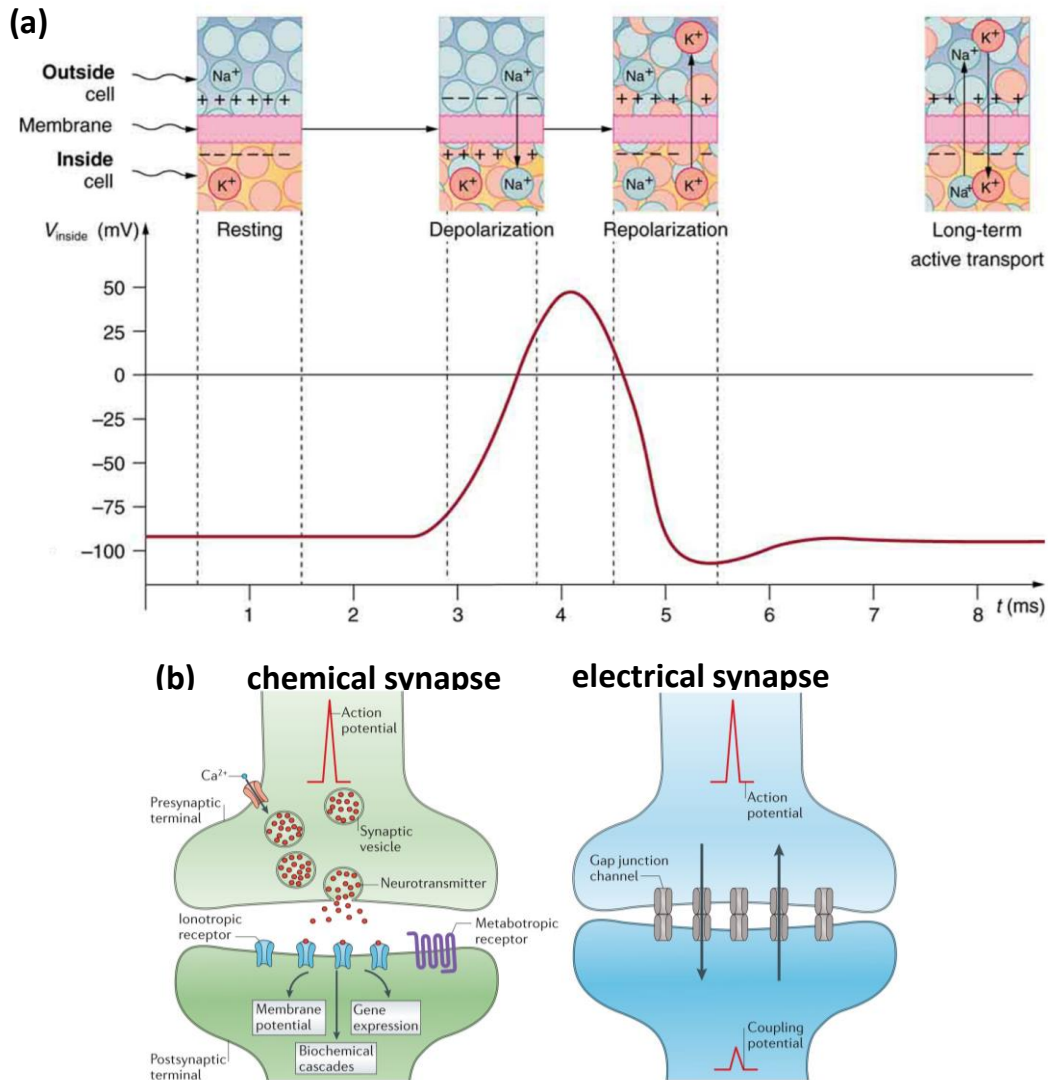 (a)
Outside
cell
Membrane
Inside
cell
Na⁺
+ + + + + +
– – – – – –
K⁺
Na⁺
– – – – – –
+ + + + + +
K⁺
Na⁺
K⁺
Na⁺
+ + + + + +
– – – – – –
Na⁺
K⁺
K⁺
Na⁺
+ + + + + +
– – – – – –
Na⁺
K⁺
Resting
Depolarization
Repolarization
Long-term
active transport
V inside (mV)
50
25
0
–25
–50
–75
–100
1 2 3 4 5 6 7 8
t (ms)
(b) chemical synapse
Action
potential
Ca²⁺
Presynaptic
terminal
Synaptic
vesicle
Neurotransmitter
Ionotropic
receptor
Metabotropic
receptor
Membrane
potential
Gene
expression
Biochemical
cascades
Postsynaptic
terminal
electrical synapse
Action
potential
Gap junction
channel
Coupling
potential